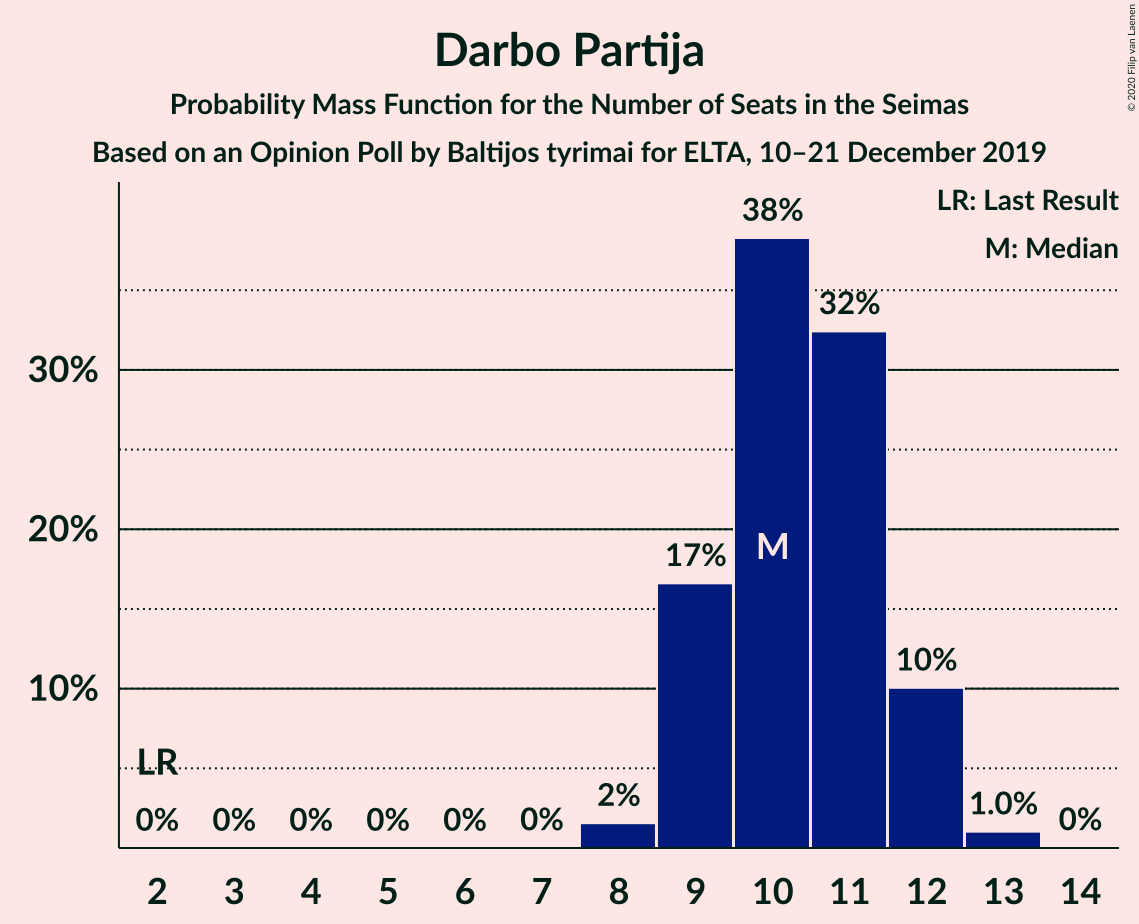 Darbo Partija
Probability Mass Function for the Number of Seats in the Seimas
Based on an Opinion Poll by Baltijos tyrimai for ELTA, 10–21 December 2019
© 2020 Filip van Laenen
LR: Last Result
M: Median
38%
32%
30%
20%
17%
M
10%
10%
LR
2%
1.0%
0%
0%
0%
0%
0%
0%
0%
2 3 4 5 6 7 8 9 10 11 12 13 14